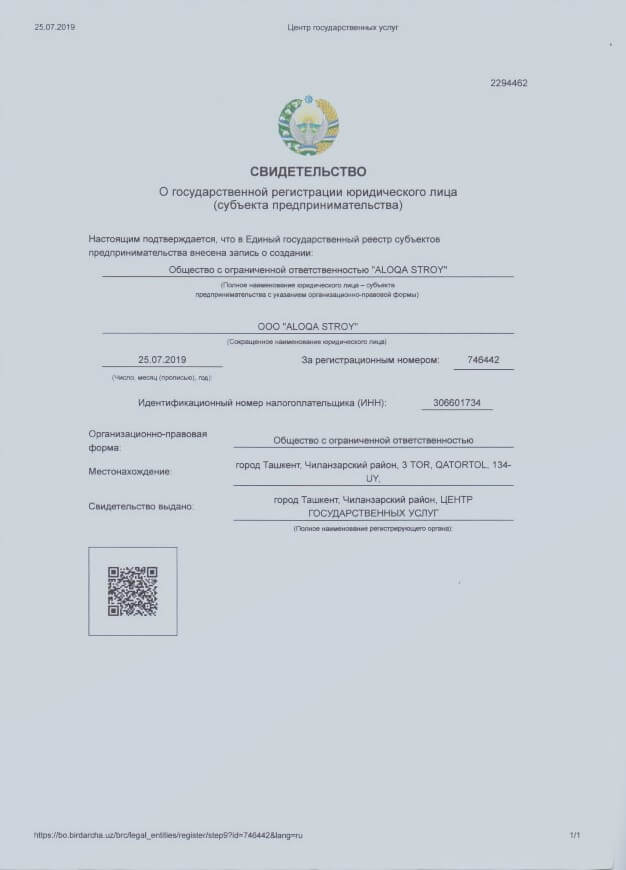 25.07.2019
Центр государственных услуг
2294462
СВИДЕТЕЛЬСТВО
О государственной регистрации юридического лица
(субъекта предпринимательства)
Настоящим подтверждается, что в Единый государственный реестр субъектов
предпринимательства внесена запись о создании:
Общество с ограниченной ответственностью "ALOQA STROY"
(Полное наименование юридического лица – субъекта
предпринимательства с указанием организационно-правовой формы)
ООО "ALOQA STROY"
(Сокращенное наименование юридического лица)
25.07.2019 За регистрационным номером: 746442
(Число, месяц (прописью), год)
Идентификационный номер налогоплательщика (ИНН): 306601734
Организационно-правовая
форма:
Общество с ограниченной ответственностью
Местонахождение:
город Ташкент, Чиланзарский район, 3 TOR, QATORTOL, 134-
UY,
Свидетельство выдано:
город Ташкент, Чиланзарский район, ЦЕНТР
ГОСУДАРСТВЕННЫХ УСЛУГ
(Полное наименование регистрирующего органа)
https://bo.birdarcha.uz/brc/legal_entities/register/step9?id=746442&lang=ru
1/1